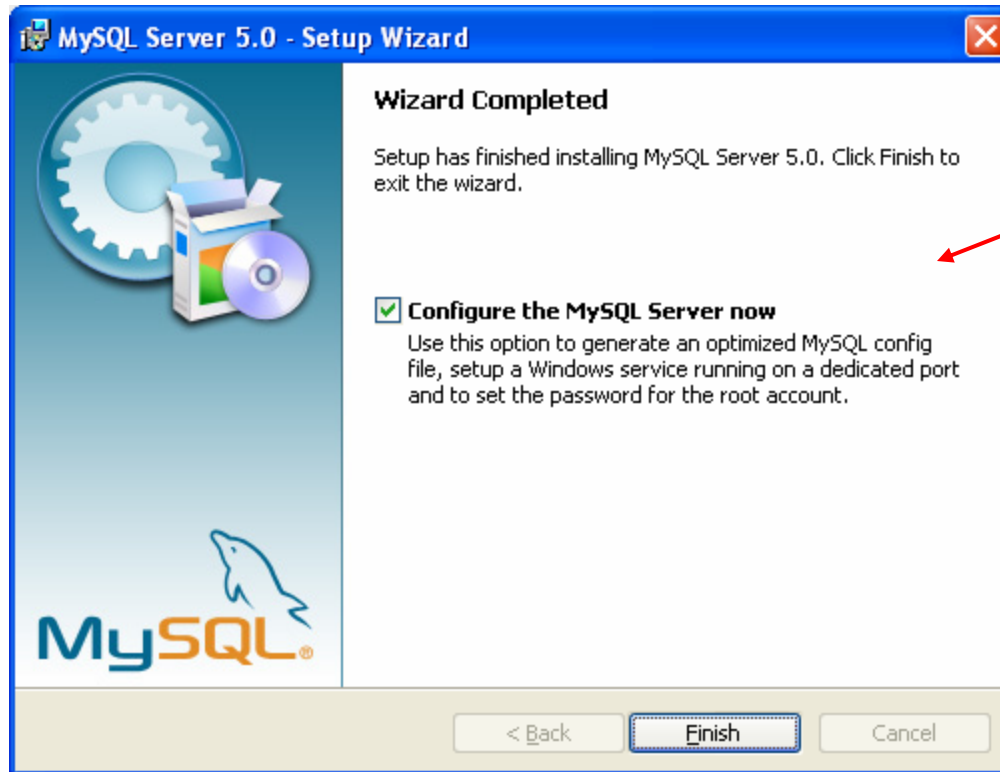 MySQL Server 5.0 - Setup Wizard
Wizard Completed
Setup has finished installing MySQL Server 5.0. Click Finish to
exit the wizard.
Configure the MySQL Server now
Use this option to generate an optimized MySQL config
file, setup a Windows service running on a dedicated port
and to set the password for the root account.
MySQL®
< Back
Finish
Cancel